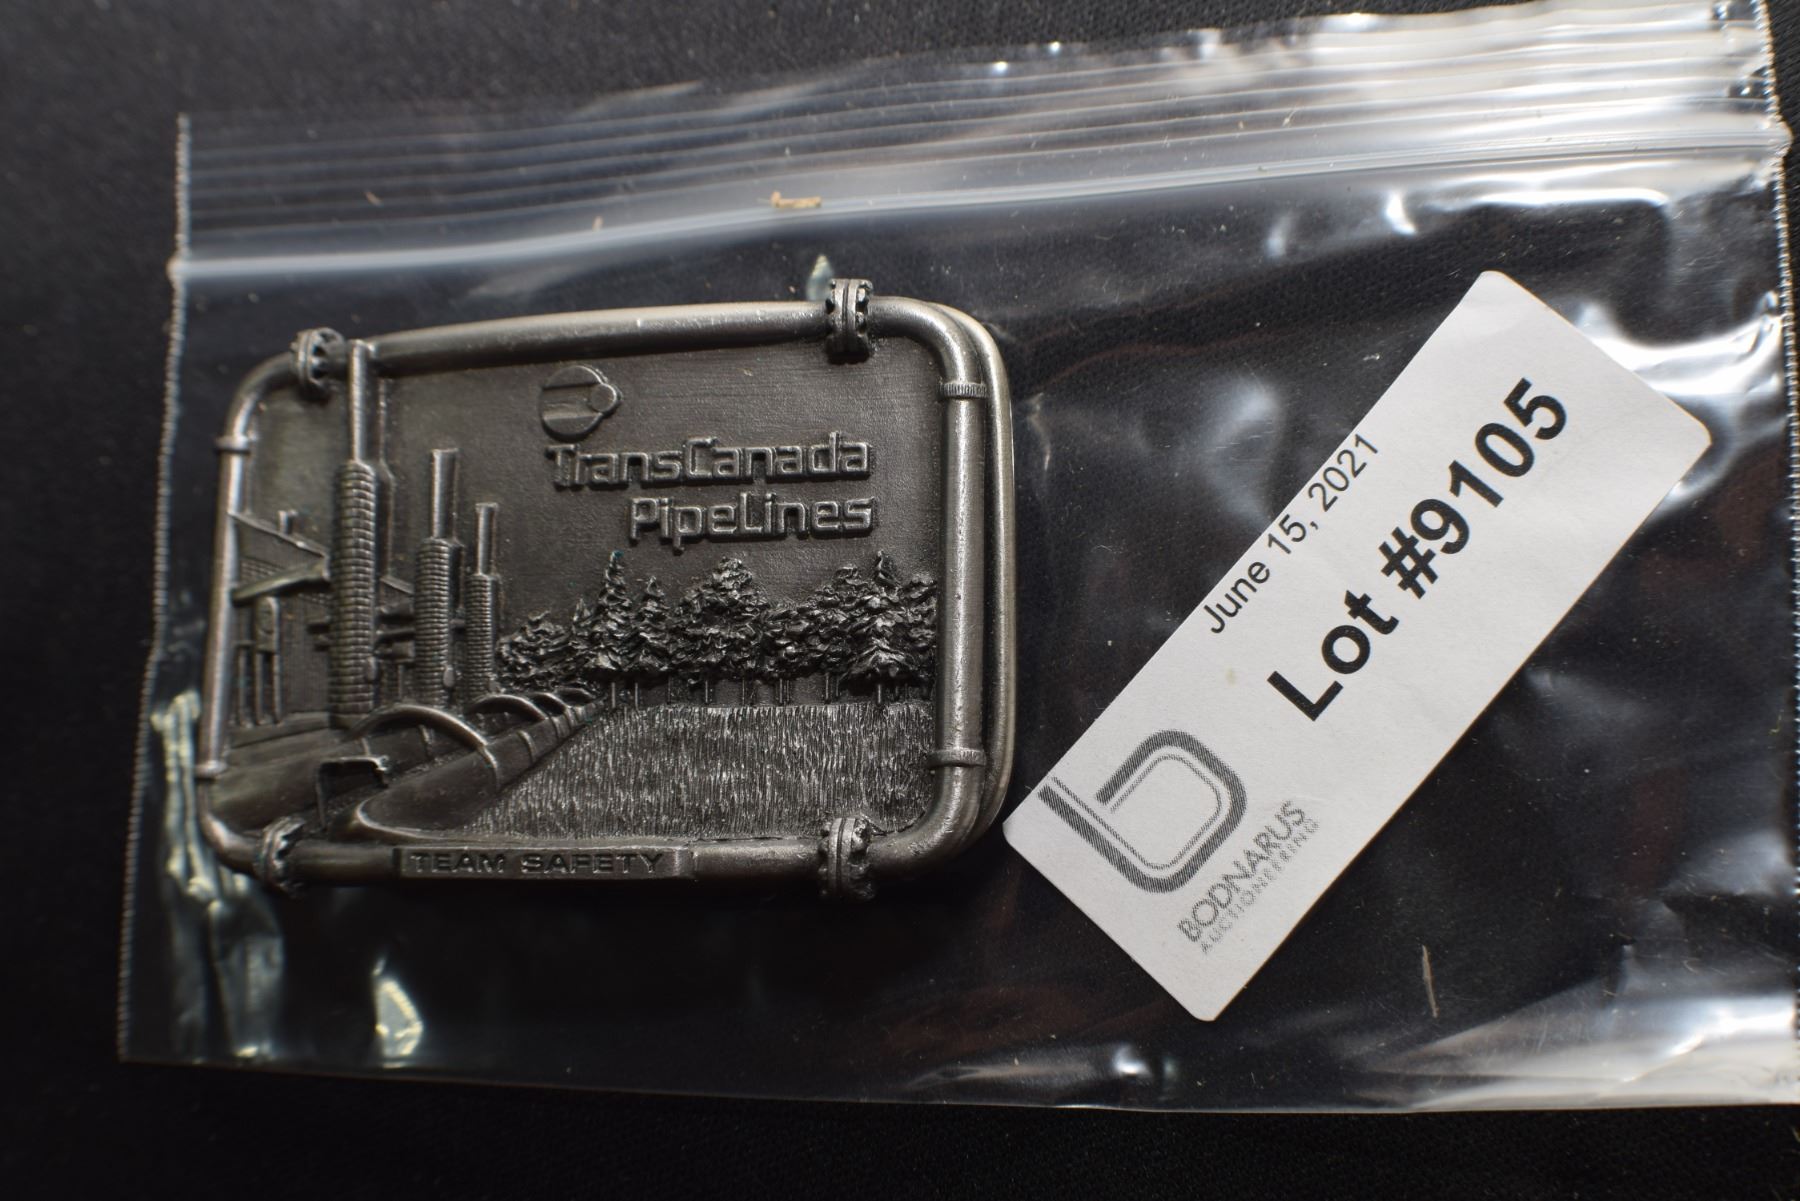 TransCanada
PipeLines
TEAM SAFETY
June 15, 2021
Lot #9105
BODNARUS
AUCTIONEERING